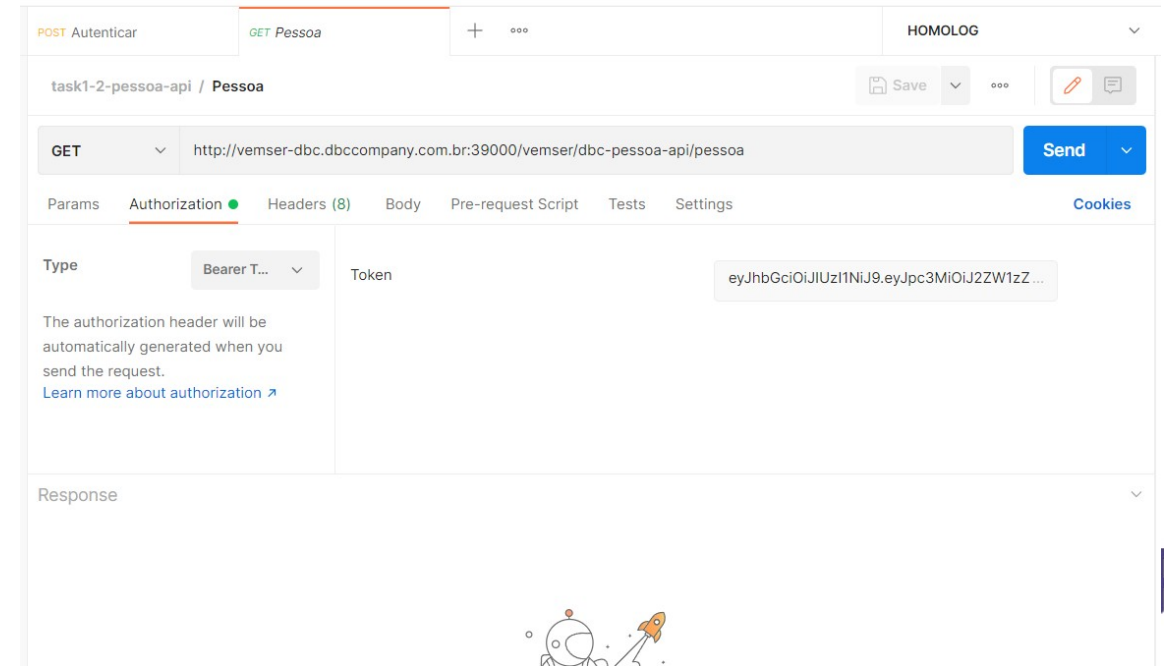 POST Autenticar GET Pessoa HOMOLOG
task1-2-pessoa-api / Pessoa Save
GET http://vemser-dbc.dbccompany.com.br:39000/vemser/dbc-pessoa-api/pessoa Send
Params Authorization Headers (8) Body Pre-request Script Tests Settings Cookies
Type Bearer T... Token eyJhbGciOiJIUzI1NiJ9.eyJpc3MiOiJ2ZW1zZ...
The authorization header will be
automatically generated when you
send the request.
Learn more about authorization ↗
Response